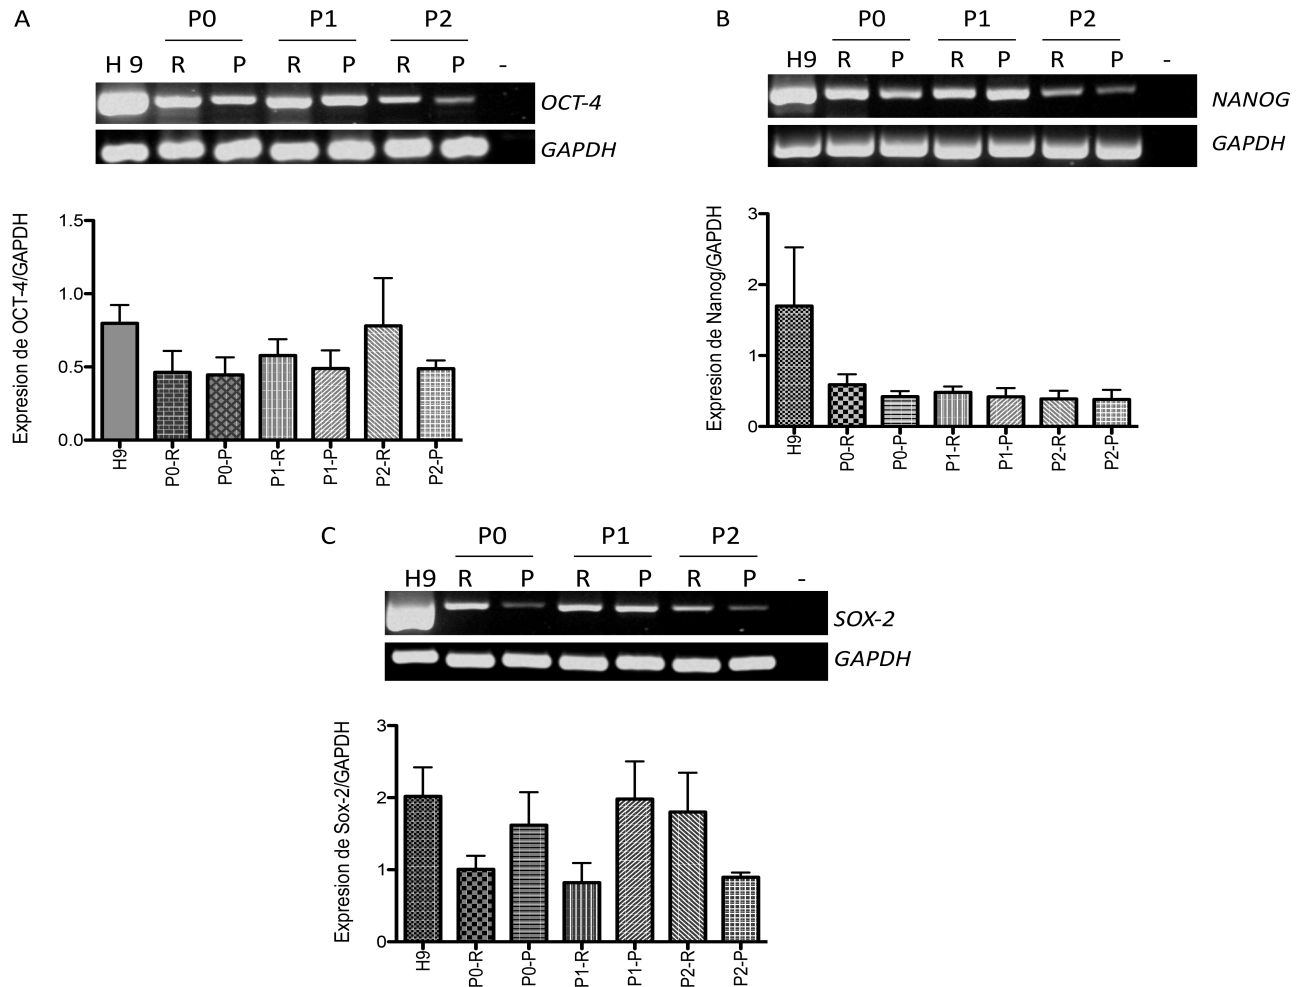 A
P0 P1 P2
H 9 R P R P R P -
OCT-4
GAPDH
Expresion de OCT-4/GAPDH
1.5
1.0
0.5
0.0
H9 P0-R P0-P P1-R P1-P P2-R P2-P
B
P0 P1 P2
H9 R P R P R P -
NANOG
GAPDH
Expresion de Nanog/GAPDH
3
2
1
0
H9 P0-R P0-P P1-R P1-P P2-R P2-P
C
P0 P1 P2
H9 R P R P R P -
SOX-2
GAPDH
Expresion de Sox-2/GAPDH
3
2
1
0
H9 P0-R P0-P P1-R P1-P P2-R P2-P